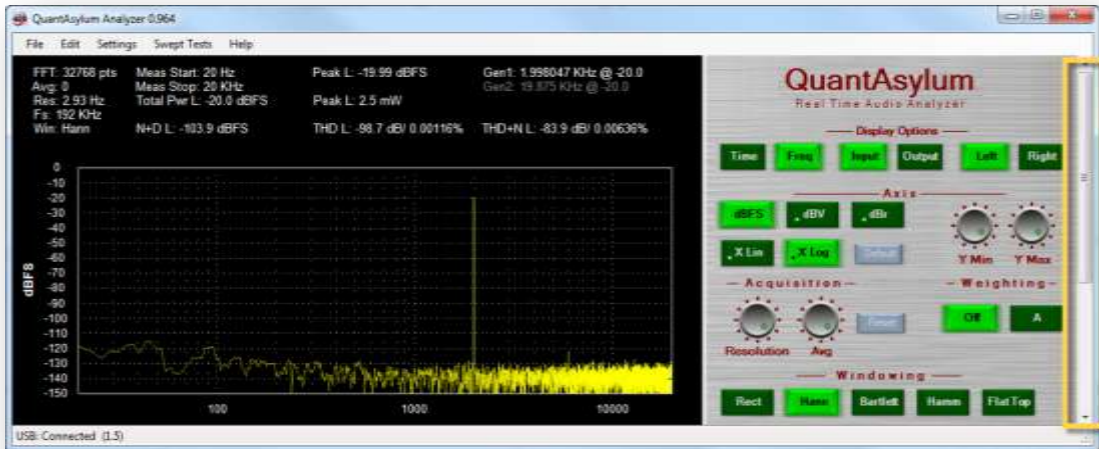 QuantAsylum Analyzer 0.964
File Edit Settings Swept Tests Help
FFT: 32768 pts Meas Start: 20 Hz Peak L: -19.99 dBFS Gen1: 1.998047 KHz @ -20.0
Avg: 0 Meas Stop: 20 KHz Gen2: 19.875 KHz @ -20.0
Res: 2.93 Hz Total Pwr L: -20.0 dBFS Peak L: 2.5 mW
Fs: 192 KHz
Win: Hann N+D L: -103.9 dBFS THD L: -98.7 dB/ 0.00116% THD+N L: -83.9 dB/ 0.00636%
0
-10
-20
-30
-40
-50
-60
-70
-80
-90
-100
-110
-120
-130
-140
-150
dBFS
100 1000 10000
USB: Connected (1.5)
QuantAsylum
Real Time Audio Analyzer
Display Options
Time Freq Input Output Left Right
Axis
dBFS dBV dBr
X Lin X Log Default Y Min Y Max
Acquisition Weighting
Off A
Resolution Avg
Windowing
Rect Hann Bartlett Hamm Flat Top